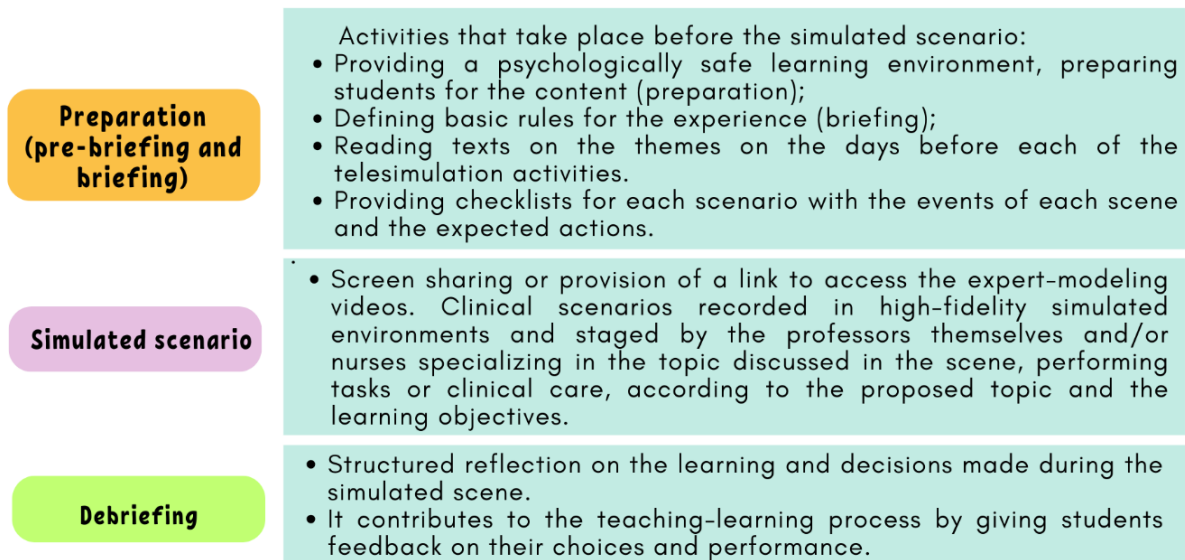 Preparation
(pre-briefing and
briefing)
Activities that take place before the simulated scenario:
• Providing a psychologically safe learning environment, preparing
students for the content (preparation);
• Defining basic rules for the experience (briefing);
• Reading texts on the themes on the days before each of the
telesimulation activities.
• Providing checklists for each scenario with the events of each scene
and the expected actions.
Simulated scenario
• Screen sharing or provision of a link to access the expert-modeling
videos. Clinical scenarios recorded in high-fidelity simulated
environments and staged by the professors themselves and/or
nurses specializing in the topic discussed in the scene, performing
tasks or clinical care, according to the proposed topic and the
learning objectives.
Debriefing
• Structured reflection on the learning and decisions made during the
simulated scene.
• It contributes to the teaching-learning process by giving students
feedback on their choices and performance.